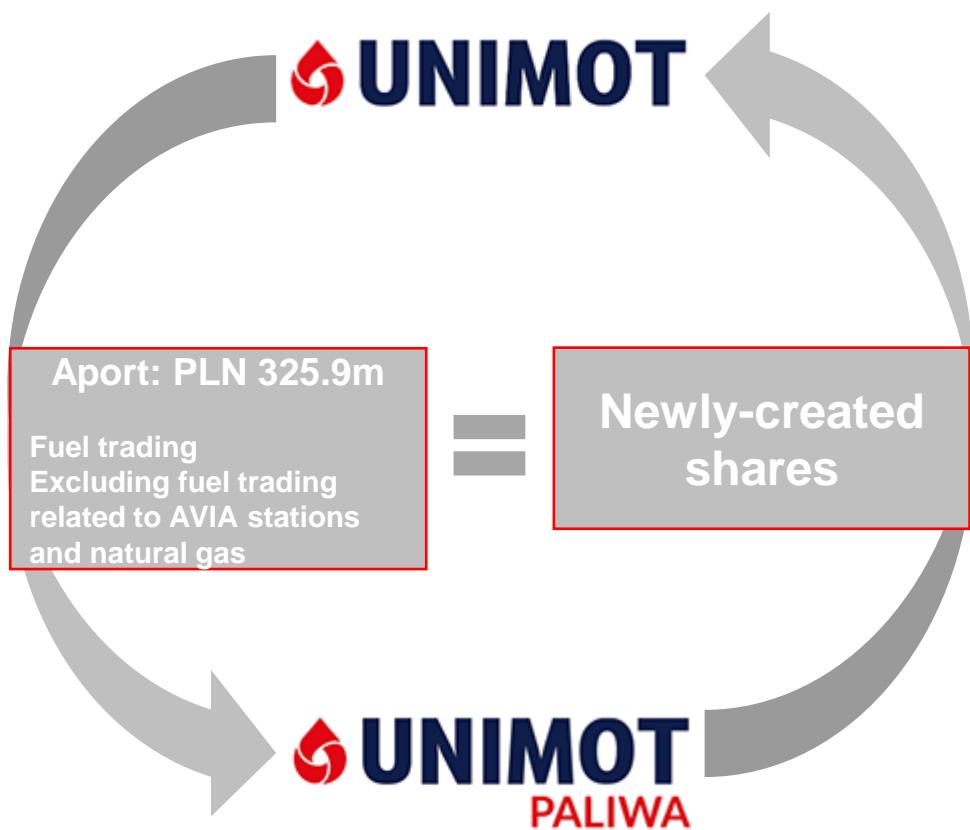 UNIMOT
Aport: PLN 325.9m
Fuel trading
Excluding fuel trading
related to AVIA stations
and natural gas
=
Newly-created
shares
UNIMOT
PALIWA